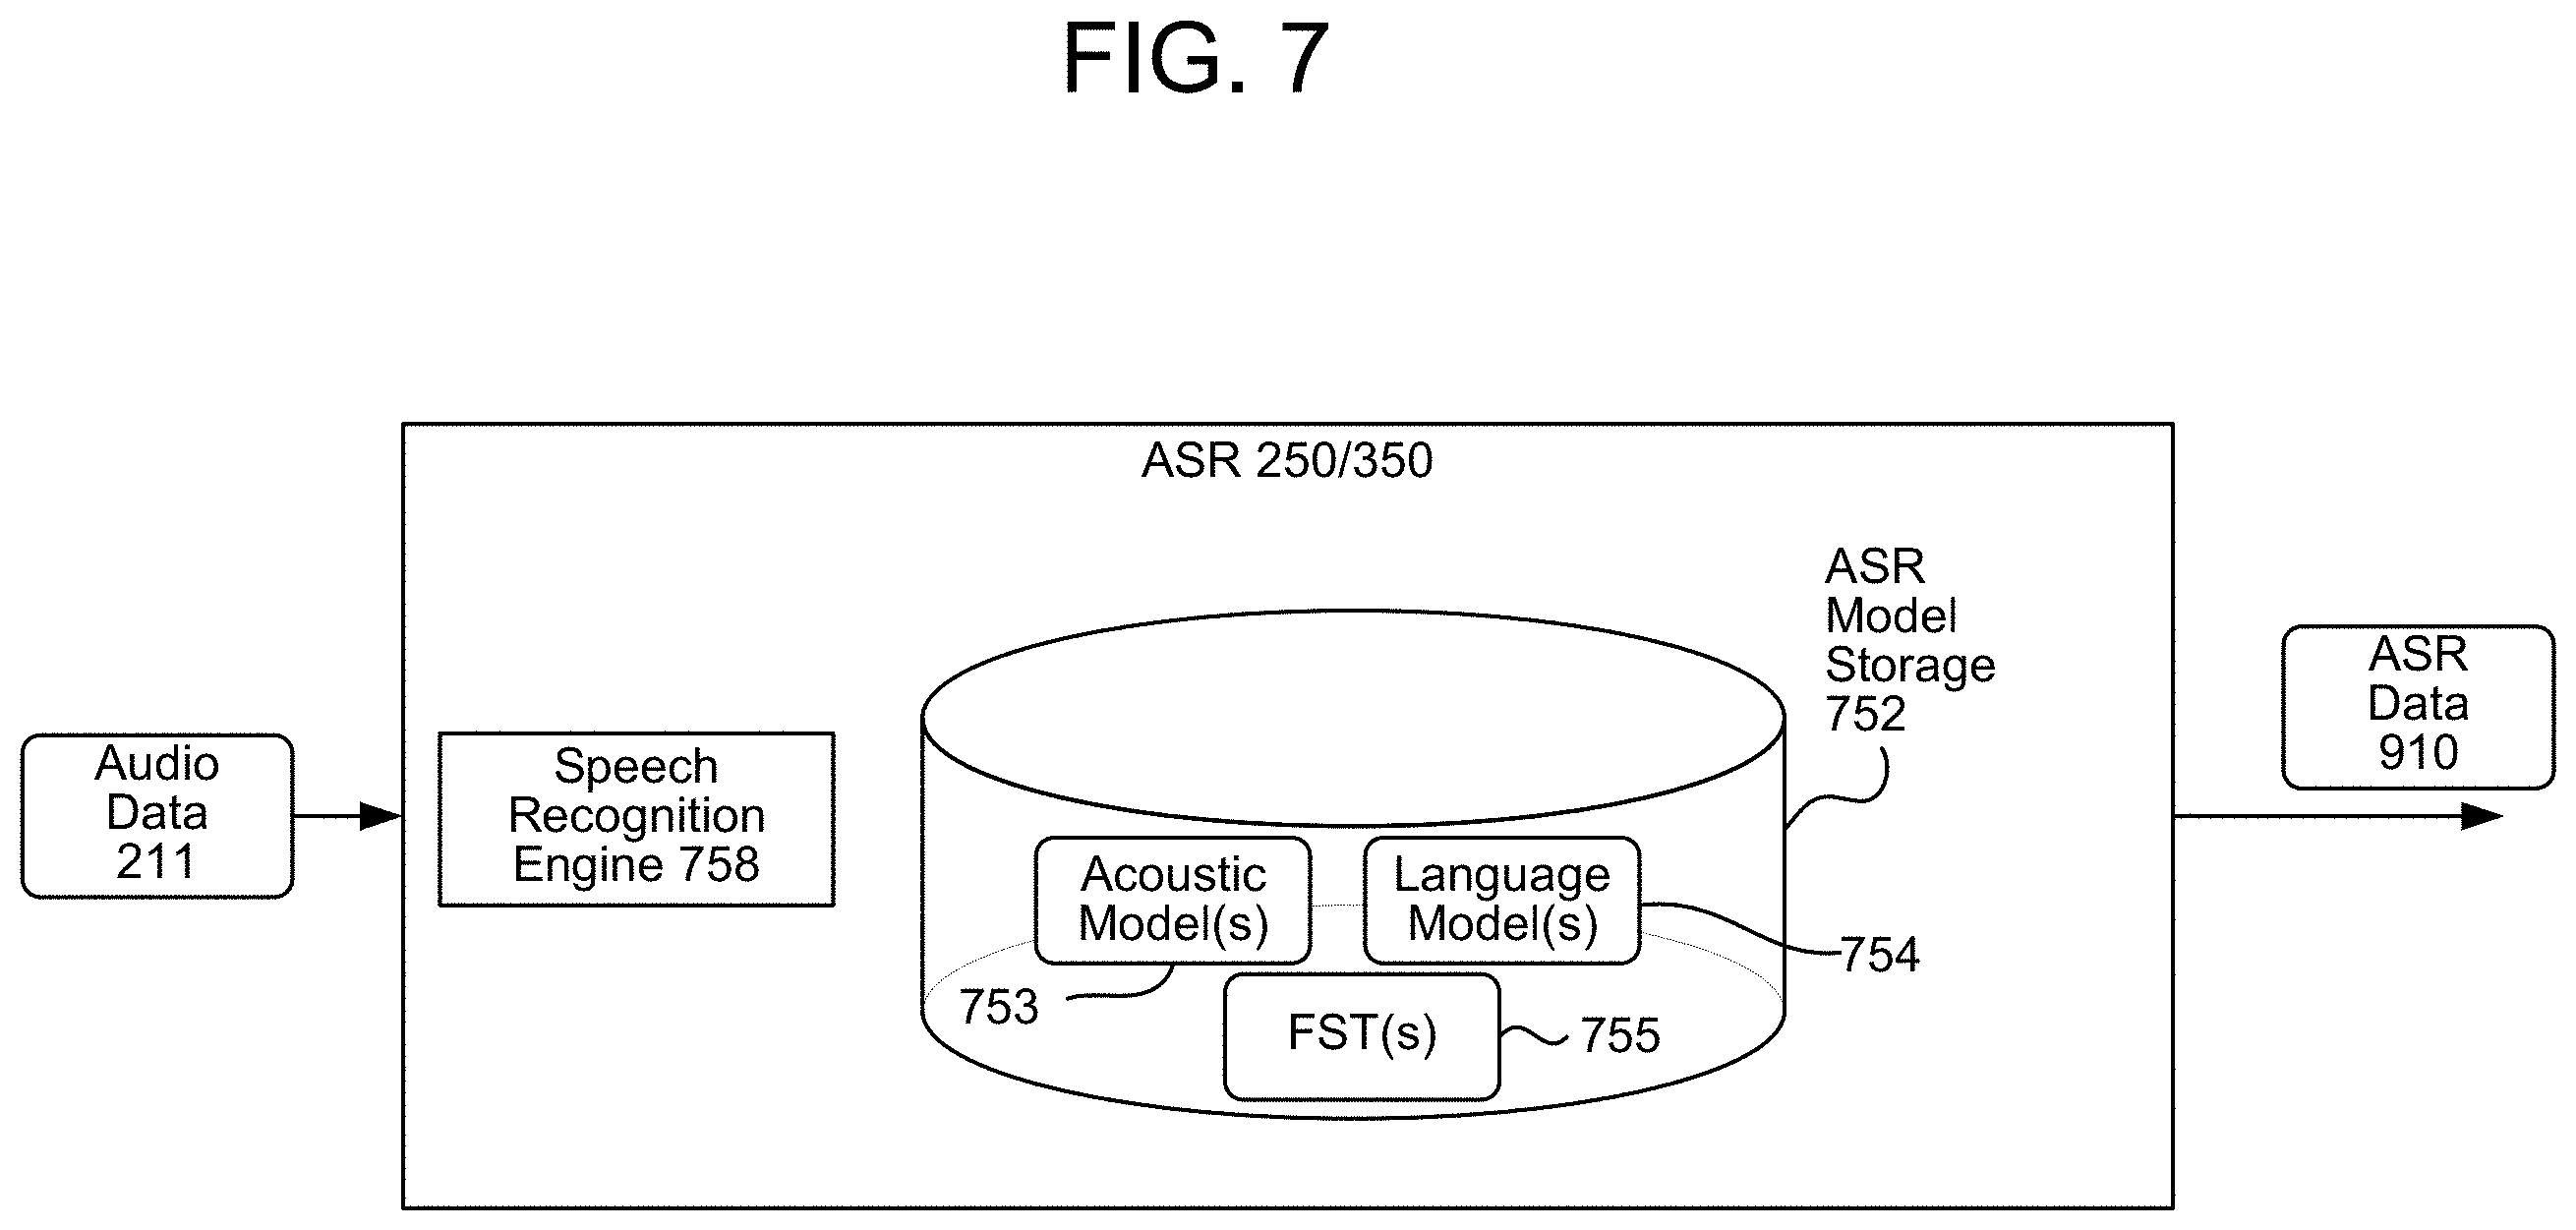 FIG. 7
ASR 250/350
Audio
Data
211
Speech
Recognition
Engine 758
ASR
Model
Storage
752
Acoustic
Model(s)
753
Language
Model(s)
754
FST(s)
755
ASR
Data
910